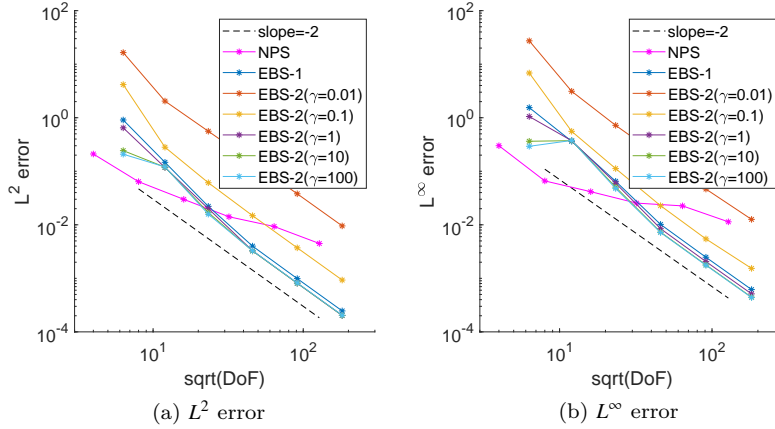 10^2
10^0
10^-2
10^-4
L^2 error
10^1
10^2
sqrt(DoF)
slope=-2
NPS
EBS-1
EBS-2(γ=0.01)
EBS-2(γ=0.1)
EBS-2(γ=1)
EBS-2(γ=10)
EBS-2(γ=100)
(a) L^2 error
10^2
10^0
10^-2
10^-4
L^∞ error
10^1
10^2
sqrt(DoF)
slope=-2
NPS
EBS-1
EBS-2(γ=0.01)
EBS-2(γ=0.1)
EBS-2(γ=1)
EBS-2(γ=10)
EBS-2(γ=100)
(b) L^∞ error